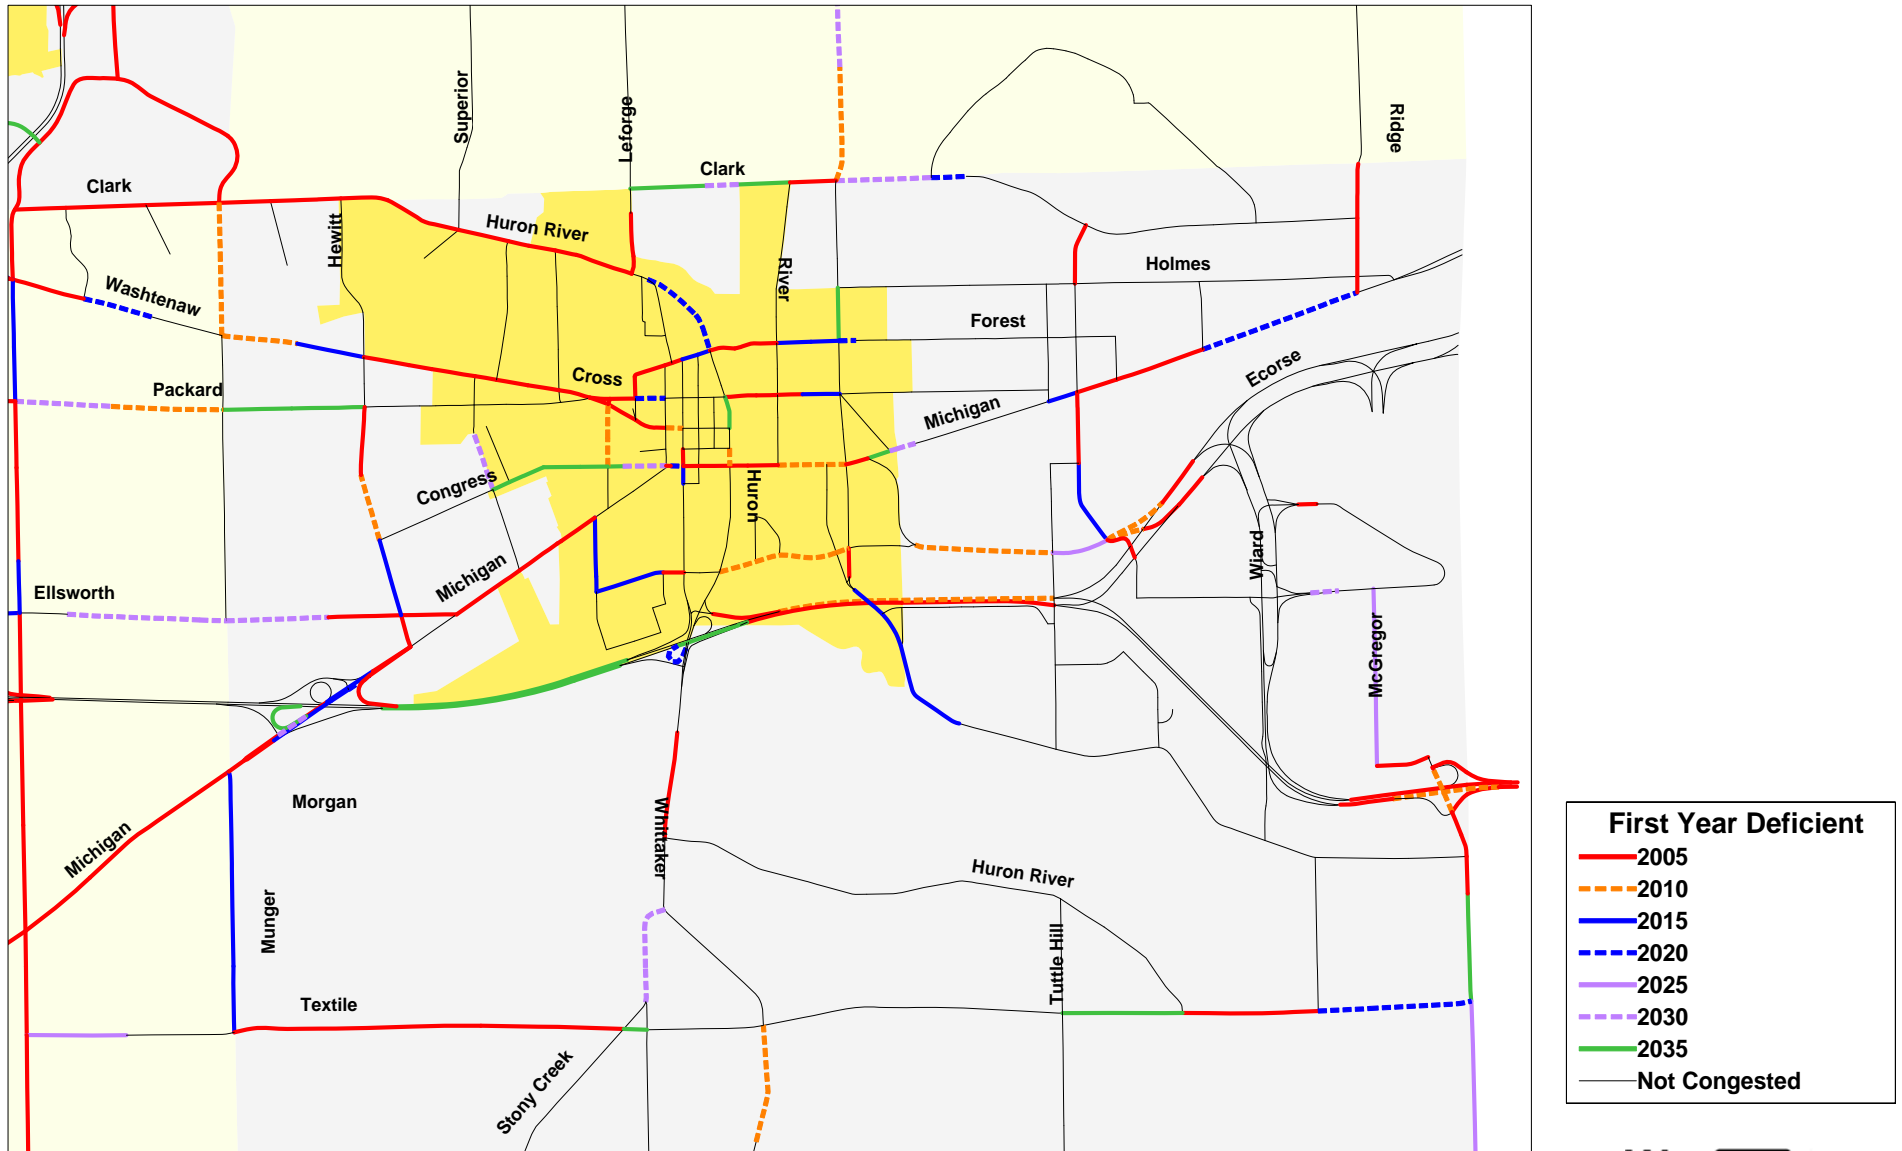 Superior
Leforge
Ridge
Clark
Clark
Hewitt
Huron River
River
Holmes
Washtenaw
Forest
Ecorse
Cross
Packard
Michigan
Congress
Huron
Wiard
Michigan
Ellsworth
McGregor
Morgan
Michigan
Whittaker
Huron River
Munger
Tuttle Hill
Textile
Stony Creek
First Year Deficient
2005
2010
2015
2020
2025
2030
2035
Not Congested